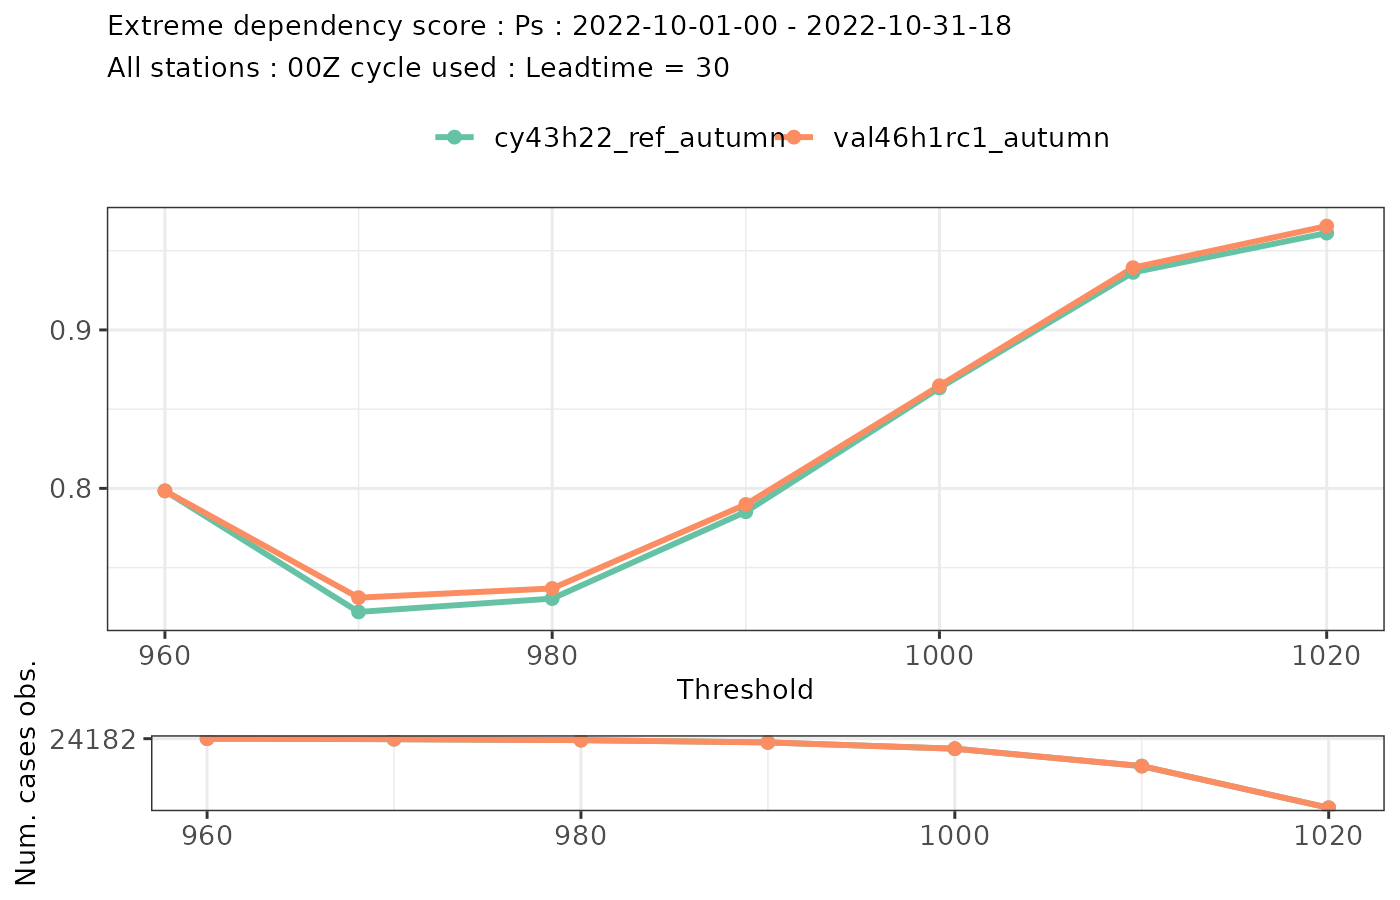 Extreme dependency score : Ps : 2022-10-01-00 - 2022-10-31-18
All stations : 00Z cycle used : Leadtime = 30
cy43h22_ref_autumn val46h1rc1_autumn
0.9
0.8
960 980 1000 1020
Threshold
Num. cases obs.
24182
960 980 1000 1020